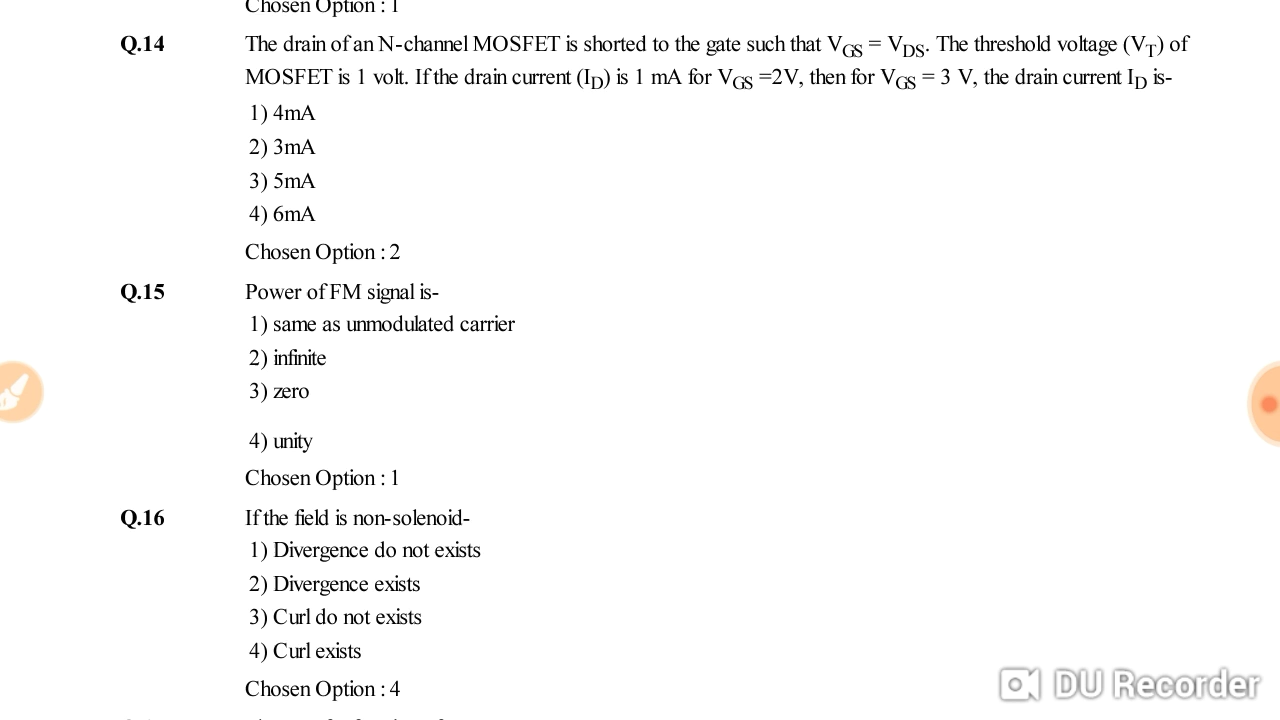 Chosen Option : 1
Q.14 The drain of an N-channel MOSFET is shorted to the gate such that VGS = VDS. The threshold voltage (VT) of
MOSFET is 1 volt. If the drain current (ID) is 1 mA for VGS =2V, then for VGS = 3 V, the drain current ID is-
1) 4mA
2) 3mA
3) 5mA
4) 6mA
Chosen Option : 2
Q.15 Power of FM signal is-
1) same as unmodulated carrier
2) infinite
3) zero
4) unity
Chosen Option : 1
Q.16 If the field is non-solenoid-
1) Divergence do not exists
2) Divergence exists
3) Curl do not exists
4) Curl exists
Chosen Option : 4
DU Recorder